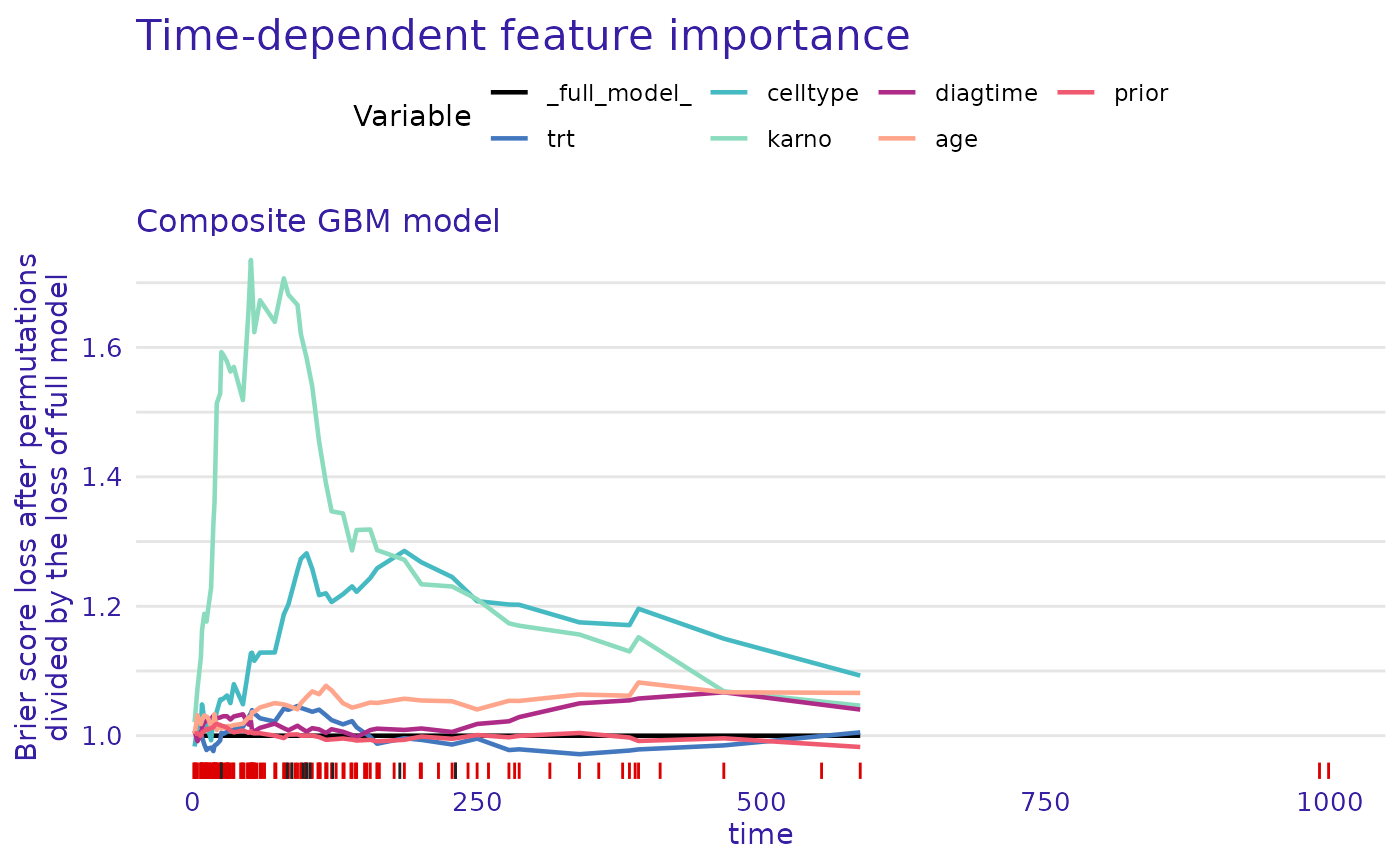 Time-dependent feature importance
Variable
_full_model_ celltype diagtime prior
trt karno age
Composite GBM model
Brier score loss after permutations
divided by the loss of full model
1.6
1.4
1.2
1.0
0 250 500 750 1000
time